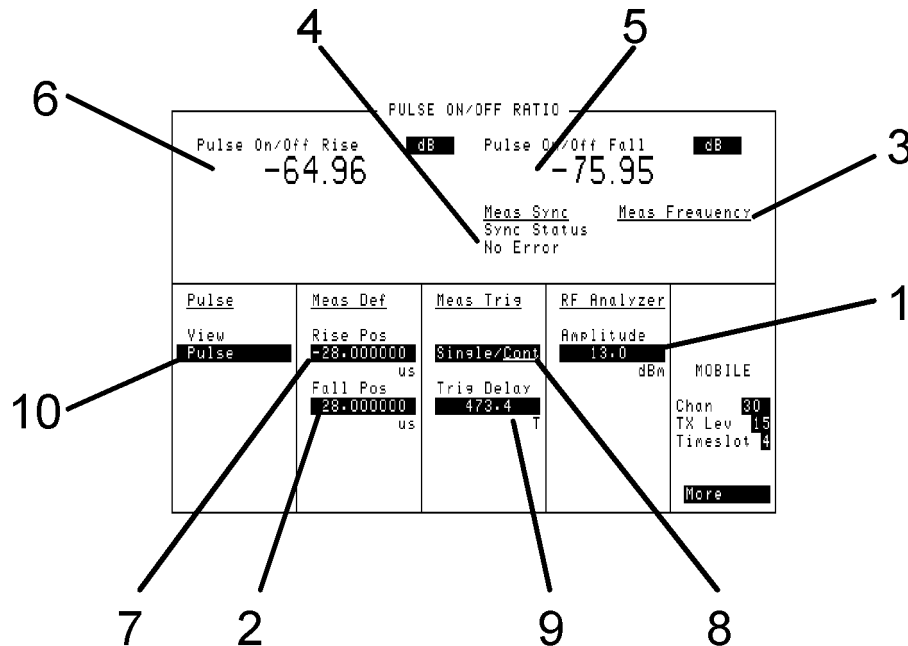 4 5
6
PULSE ON/OFF RATIO
Pulse On/Off Rise dB Pulse On/Off Fall dB
3
-64.96 -75.95
Meas Sync Meas Frequency
Sync Status
No Error
Pulse Meas Def Meas Trig RF Analyzer
1
View Rise Pos Amplitude
Pulse -28.000000 Single/Cont 13.0
us dBm MOBILE
Fall Pos Trig Delay
10
28.000000 473.4 Chan 30
us T TX Lev 15
Timeslot 4
More
7 2 9 8